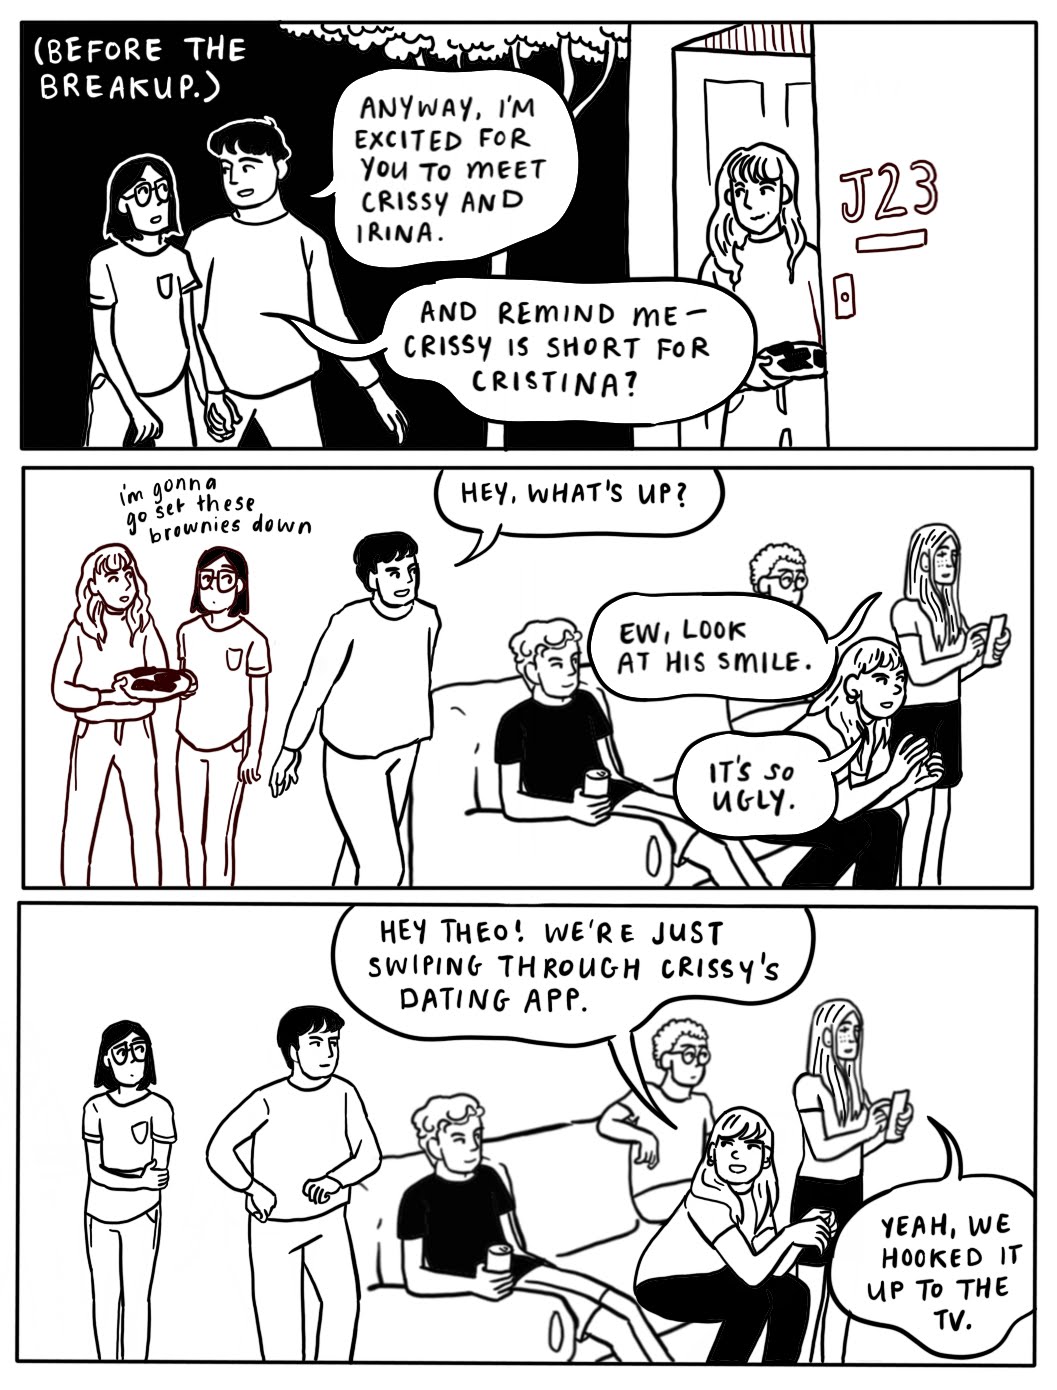 (BEFORE THE
BREAKUP.)
ANYWAY, I'M
EXCITED FOR
YOU TO MEET
CRISSY AND
IRINA.
AND REMIND ME—
CRISSY IS SHORT FOR
CRISTINA?
J23
i'm gonna
go set these
brownies down
HEY, WHAT'S UP?
EW, LOOK
AT HIS SMILE.
IT'S SO
UGLY.
HEY THEO! WE'RE JUST
SWIPING THROUGH CRISSY'S
DATING APP.
YEAH, WE
HOOKED IT
UP TO THE
TV.